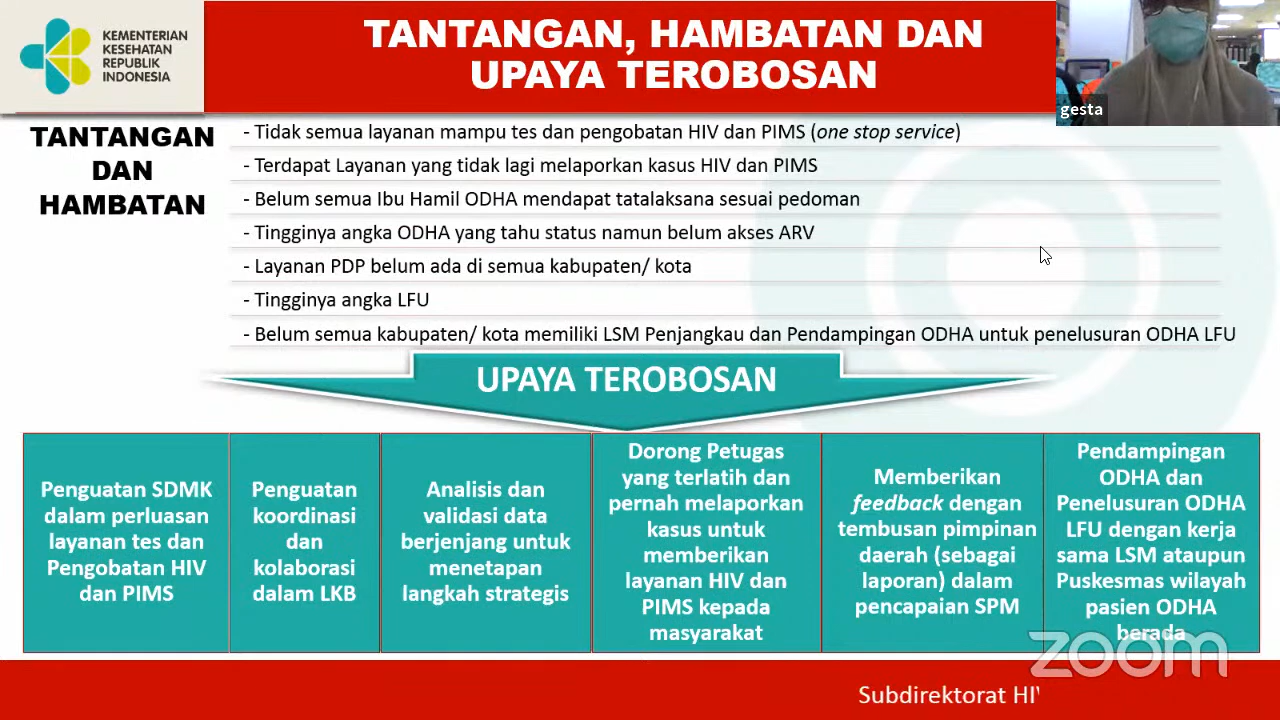 KEMENTERIAN
KESEHATAN
REPUBLIK
INDONESIA
TANTANGAN, HAMBATAN DAN
UPAYA TEROBOSAN
gesta
TANTANGAN
DAN
HAMBATAN
- Tidak semua layanan mampu tes dan pengobatan HIV dan PIMS (one stop service)
- Terdapat Layanan yang tidak lagi melaporkan kasus HIV dan PIMS
- Belum semua Ibu Hamil ODHA mendapat tatalaksana sesuai pedoman
- Tingginya angka ODHA yang tahu status namun belum akses ARV
- Layanan PDP belum ada di semua kabupaten/ kota
- Tingginya angka LFU
- Belum semua kabupaten/ kota memiliki LSM Penjangkau dan Pendampingan ODHA untuk penelusuran ODHA LFU
UPAYA TEROBOSAN
Penguatan SDMK
dalam perluasan
layanan tes dan
Pengobatan HIV
dan PIMS
Penguatan
koordinasi
dan
kolaborasi
dalam LKB
Analisis dan
validasi data
berjenjang untuk
menetapan
langkah strategis
Dorong Petugas
yang terlatih dan
pernah melaporkan
kasus untuk
memberikan
layanan HIV dan
PIMS kepada
masyarakat
Memberikan
feedback dengan
tembusan pimpinan
daerah (sebagai
laporan) dalam
pencapaian SPM
Pendampingan
ODHA dan
Penelusuran ODHA
LFU dengan kerja
sama LSM ataupun
Puskesmas wilayah
pasien ODHA
berada
zoom
Subdirektorat HIV